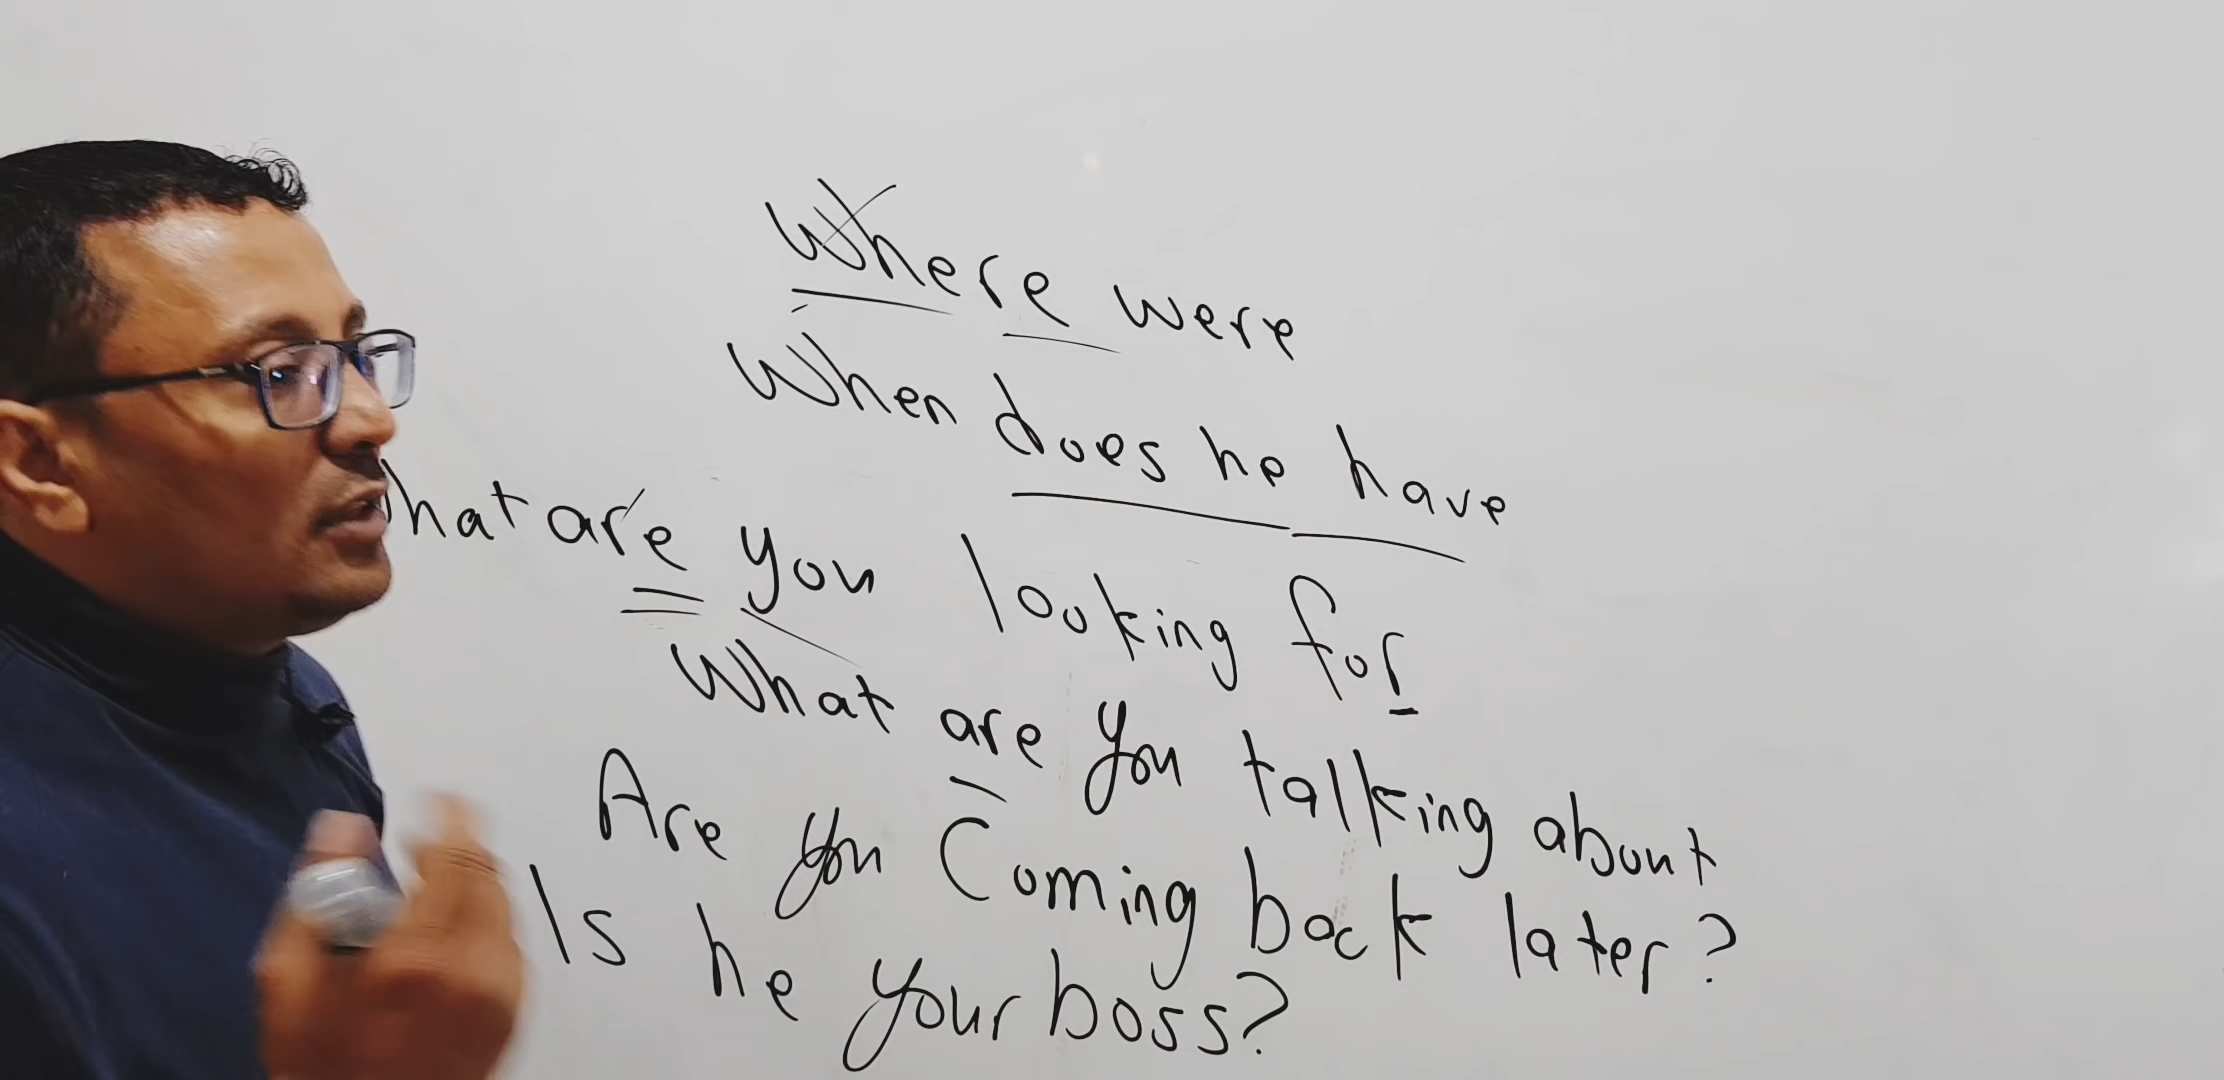 Where were
When does he have
hat are you looking for
What are you talking about
Are you Coming back later?
Is he your boss?